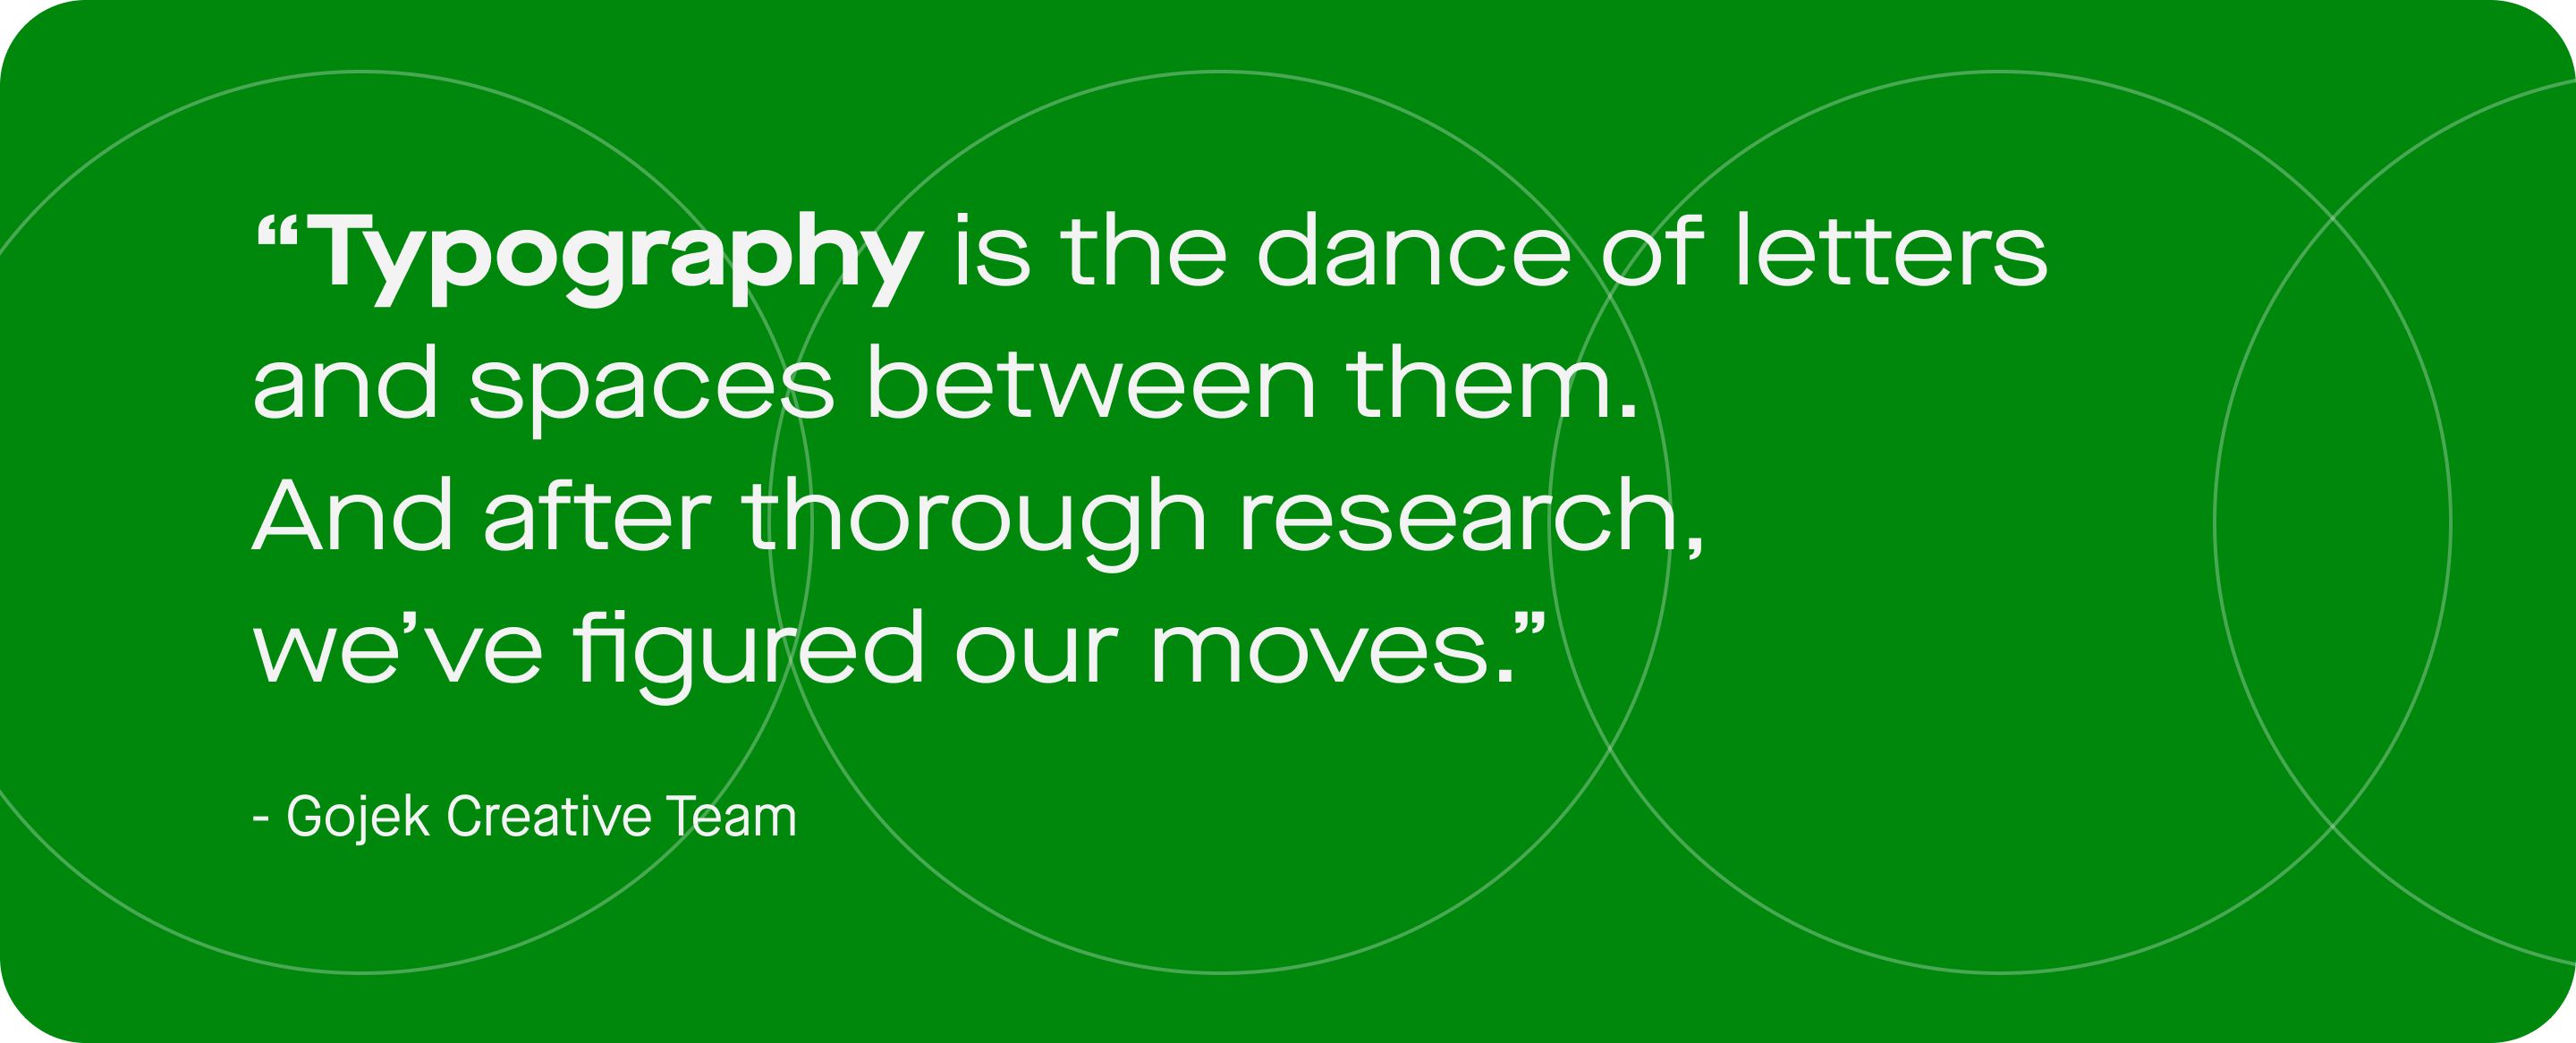 “Typography is the dance of letters
and spaces between them.
And after thorough research,
we’ve figured our moves.”
- Gojek Creative Team